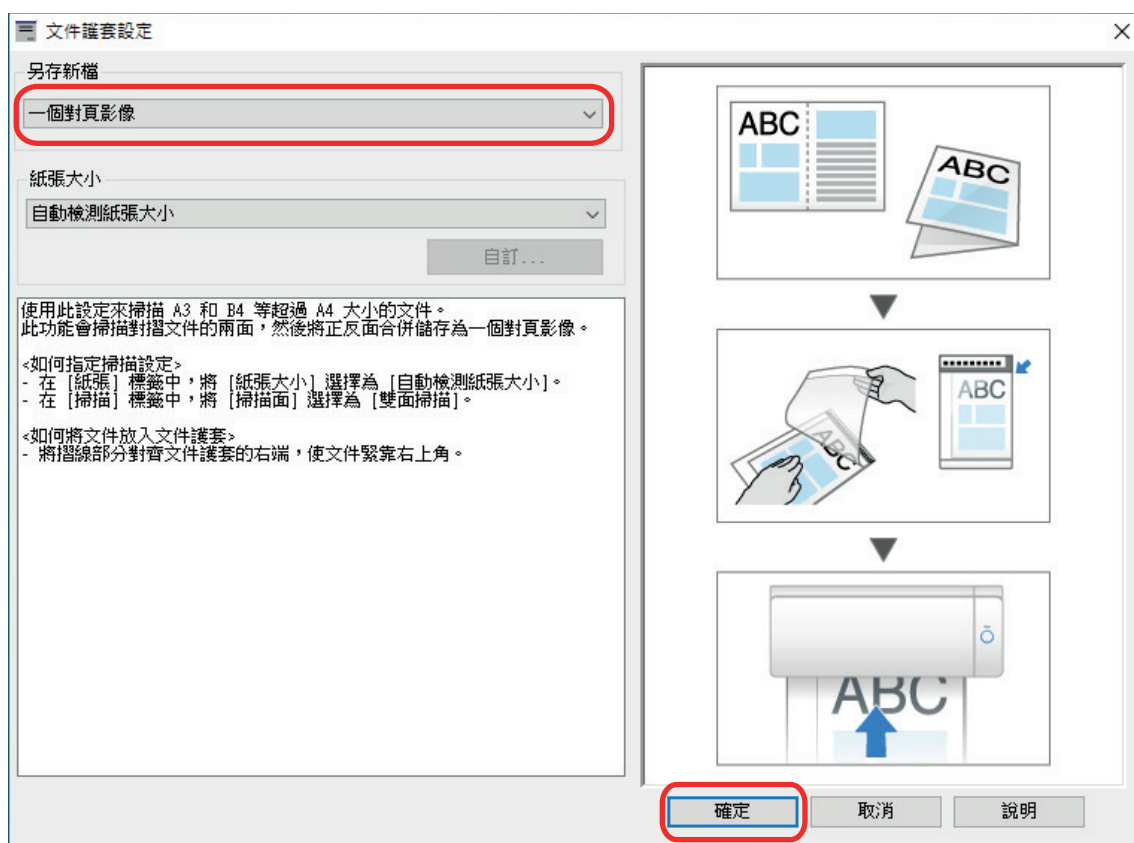 文件護套設定
另存新檔
一個對頁影像
紙張大小
自動檢測紙張大小
自訂...
使用此設定來掃描 A3 和 B4 等超過 A4 大小的文件。
此功能會掃描對摺文件的兩面，然後將正反面合併儲存為一個對頁影像。
<如何指定掃描設定>
- 在 [紙張] 標籤中，將 [紙張大小] 選擇為 [自動檢測紙張大小]。
- 在 [掃描] 標籤中，將 [掃描面] 選擇為 [雙面掃描]。
<如何將文件放入文件護套>
- 將摺線部分對齊文件護套的右端，使文件緊靠右上角。
ABC
ABC
ABC
ABC
ABC
確定
取消
說明